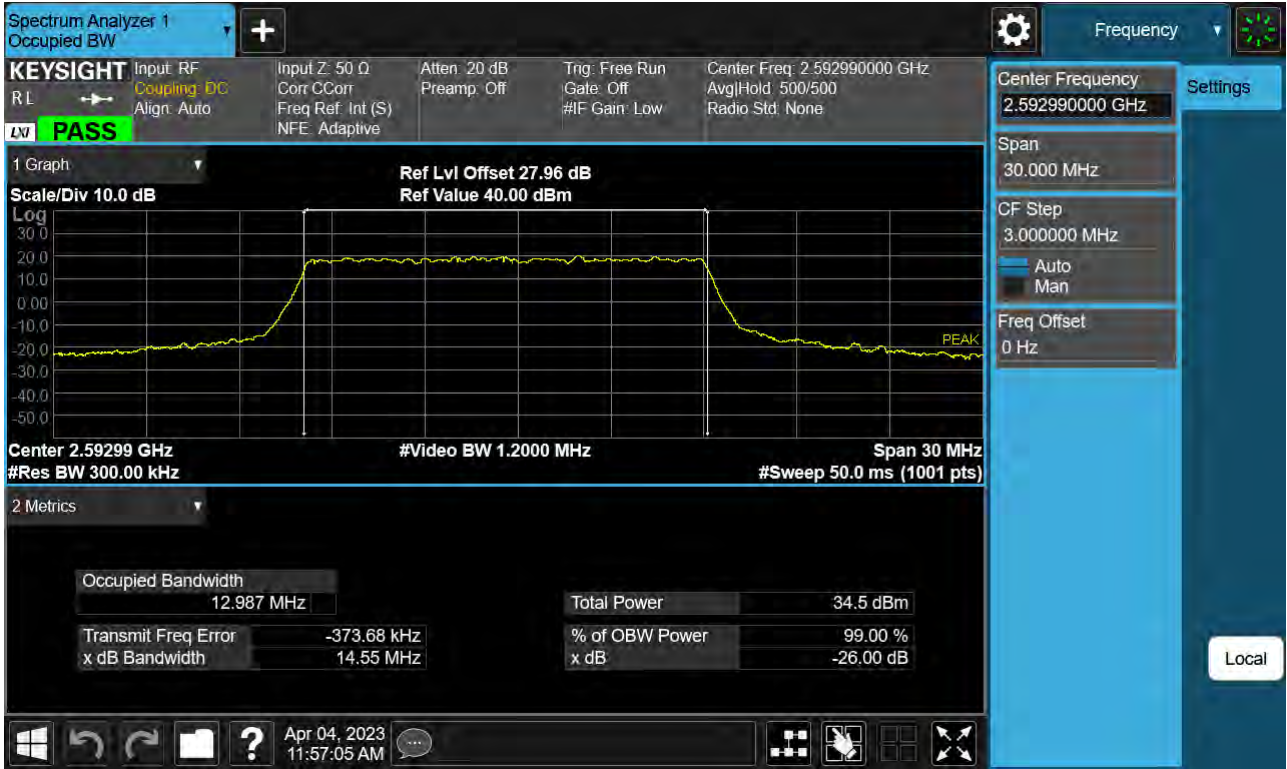 Spectrum Analyzer 1
Occupied BW
+
Frequency
KEYSIGHT
R L
LXI PASS
Input: RF
Coupling: DC
Align: Auto
Input Z: 50 Ω
Corr CCorr
Freq Ref: Int (S)
NFE: Adaptive
Atten: 20 dB
Preamp: Off
Trig: Free Run
Gate: Off
#IF Gain: Low
Center Freq: 2.592990000 GHz
Avg|Hold: 500/500
Radio Std: None
Center Frequency
2.592990000 GHz
Settings
Span
30.000 MHz
CF Step
3.000000 MHz
Auto
Man
Freq Offset
0 Hz
Local
1 Graph
Scale/Div 10.0 dB
Ref Lvl Offset 27.96 dB
Ref Value 40.00 dBm
Log
30.0
20.0
10.0
0.00
-10.0
-20.0
-30.0
-40.0
-50.0
PEAK
Center 2.59299 GHz
#Video BW 1.2000 MHz
Span 30 MHz
#Res BW 300.00 kHz
#Sweep 50.0 ms (1001 pts)
2 Metrics
Occupied Bandwidth
12.987 MHz
Total Power 34.5 dBm
Transmit Freq Error -373.68 kHz
% of OBW Power 99.00 %
x dB Bandwidth 14.55 MHz
x dB -26.00 dB
?
Apr 04, 2023
11:57:05 AM